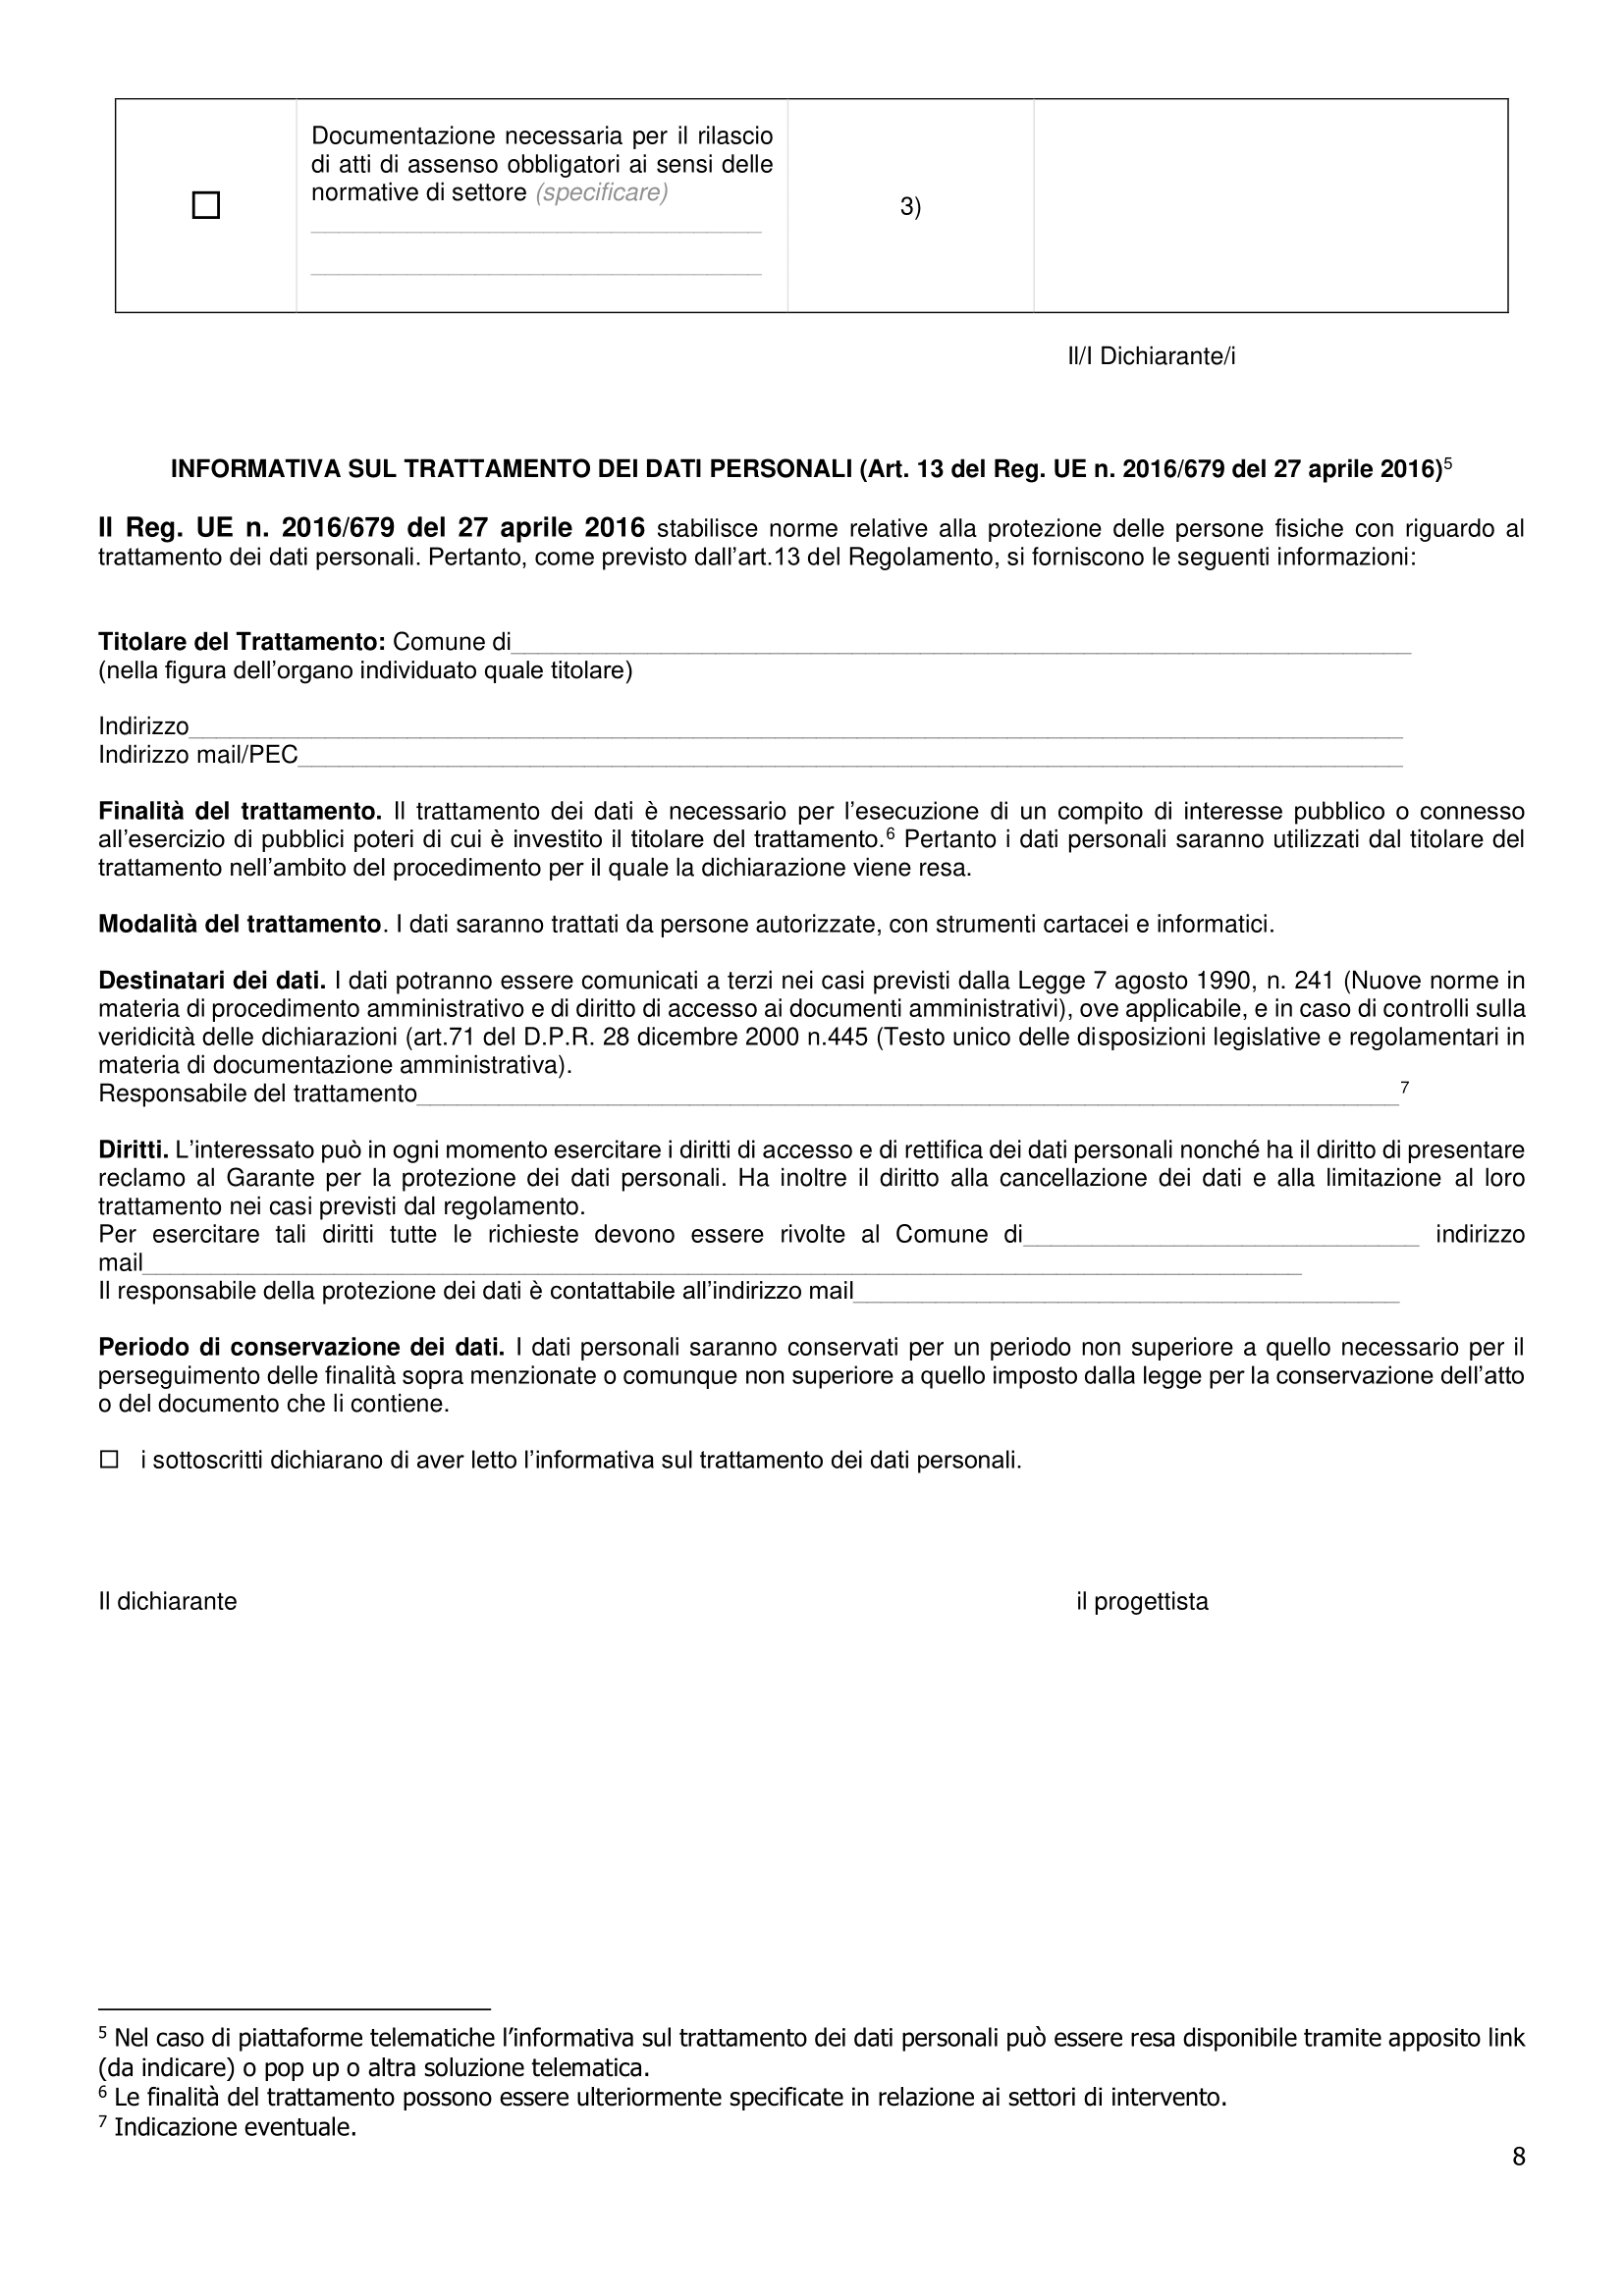 Documentazione necessaria per il rilascio
di atti di assenso obbligatori ai sensi delle
normative di settore (specificare)
3)
Il/I Dichiarante/i
INFORMATIVA SUL TRATTAMENTO DEI DATI PERSONALI (Art. 13 del Reg. UE n. 2016/679 del 27 aprile 2016)5
Il Reg. UE n. 2016/679 del 27 aprile 2016 stabilisce norme relative alla protezione delle persone fisiche con riguardo al
trattamento dei dati personali. Pertanto, come previsto dall’art.13 del Regolamento, si forniscono le seguenti informazioni:
Titolare del Trattamento: Comune di
(nella figura dell’organo individuato quale titolare)
Indirizzo
Indirizzo mail/PEC
Finalità del trattamento. Il trattamento dei dati è necessario per l’esecuzione di un compito di interesse pubblico o connesso
all’esercizio di pubblici poteri di cui è investito il titolare del trattamento.6 Pertanto i dati personali saranno utilizzati dal titolare del
trattamento nell’ambito del procedimento per il quale la dichiarazione viene resa.
Modalità del trattamento. I dati saranno trattati da persone autorizzate, con strumenti cartacei e informatici.
Destinatari dei dati. I dati potranno essere comunicati a terzi nei casi previsti dalla Legge 7 agosto 1990, n. 241 (Nuove norme in
materia di procedimento amministrativo e di diritto di accesso ai documenti amministrativi), ove applicabile, e in caso di controlli sulla
veridicità delle dichiarazioni (art.71 del D.P.R. 28 dicembre 2000 n.445 (Testo unico delle disposizioni legislative e regolamentari in
materia di documentazione amministrativa).
Responsabile del trattamento 7
Diritti. L’interessato può in ogni momento esercitare i diritti di accesso e di rettifica dei dati personali nonché ha il diritto di presentare
reclamo al Garante per la protezione dei dati personali. Ha inoltre il diritto alla cancellazione dei dati e alla limitazione al loro
trattamento nei casi previsti dal regolamento.
Per esercitare tali diritti tutte le richieste devono essere rivolte al Comune di indirizzo
mail
Il responsabile della protezione dei dati è contattabile all’indirizzo mail
Periodo di conservazione dei dati. I dati personali saranno conservati per un periodo non superiore a quello necessario per il
perseguimento delle finalità sopra menzionate o comunque non superiore a quello imposto dalla legge per la conservazione dell’atto
o del documento che li contiene.
☐ i sottoscritti dichiarano di aver letto l’informativa sul trattamento dei dati personali.
Il dichiarante il progettista
5 Nel caso di piattaforme telematiche l’informativa sul trattamento dei dati personali può essere resa disponibile tramite apposito link
(da indicare) o pop up o altra soluzione telematica.
6 Le finalità del trattamento possono essere ulteriormente specificate in relazione ai settori di intervento.
7 Indicazione eventuale.
8